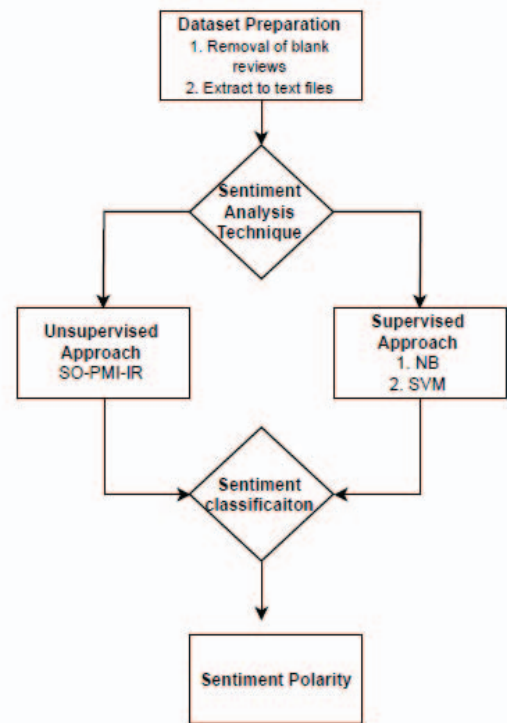 Dataset Preparation
1. Removal of blank
reviews
2. Extract to text files
Sentiment
Analysis
Technique
Unsupervised
Approach
SO-PMI-IR
Supervised
Approach
1. NB
2. SVM
Sentiment
classificaiton
Sentiment Polarity